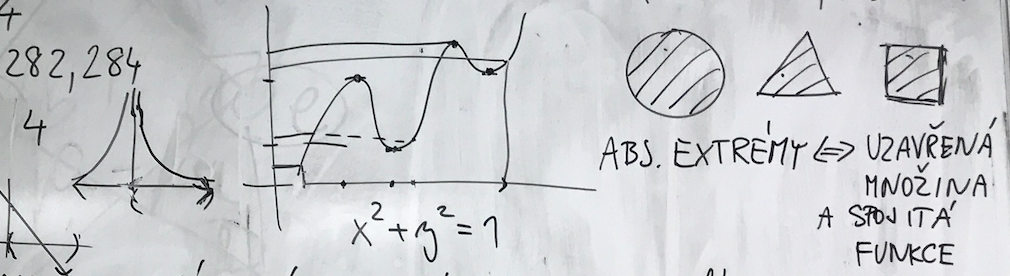 4
282, 284
4
x² + y² = 1
ABS. EXTRÉMY ⇔ UZAVŘENÁ
MNOŽINA
A SPOJITÁ
FUNKCE